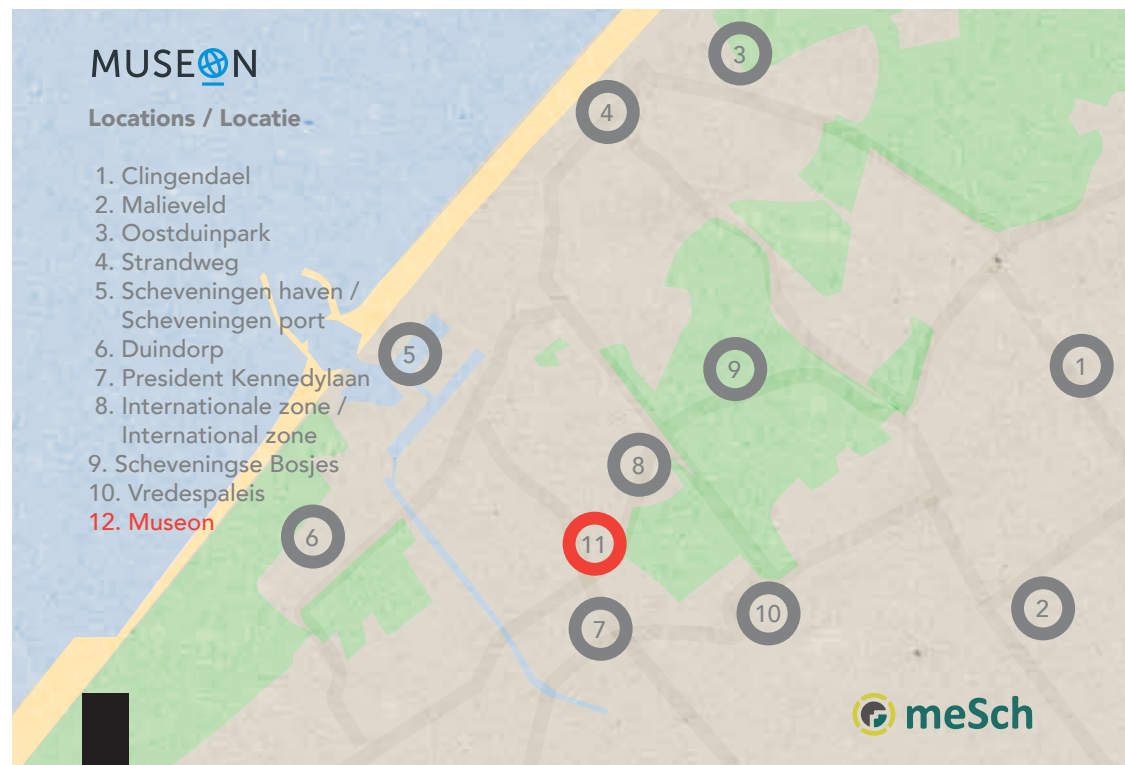 MUSEON
Locations / Locatie
1. Clingendael
2. Malieveld
3. Oostduinpark
4. Strandweg
5. Scheveningen haven /
Scheveningen port
6. Duindorp
7. President Kennedylaan
8. Internationale zone /
International zone
9. Scheveningse Bosjes
10. Vredespaleis
12. Museon
3
4
5
9
1
8
6
11
7
10
2
meSch